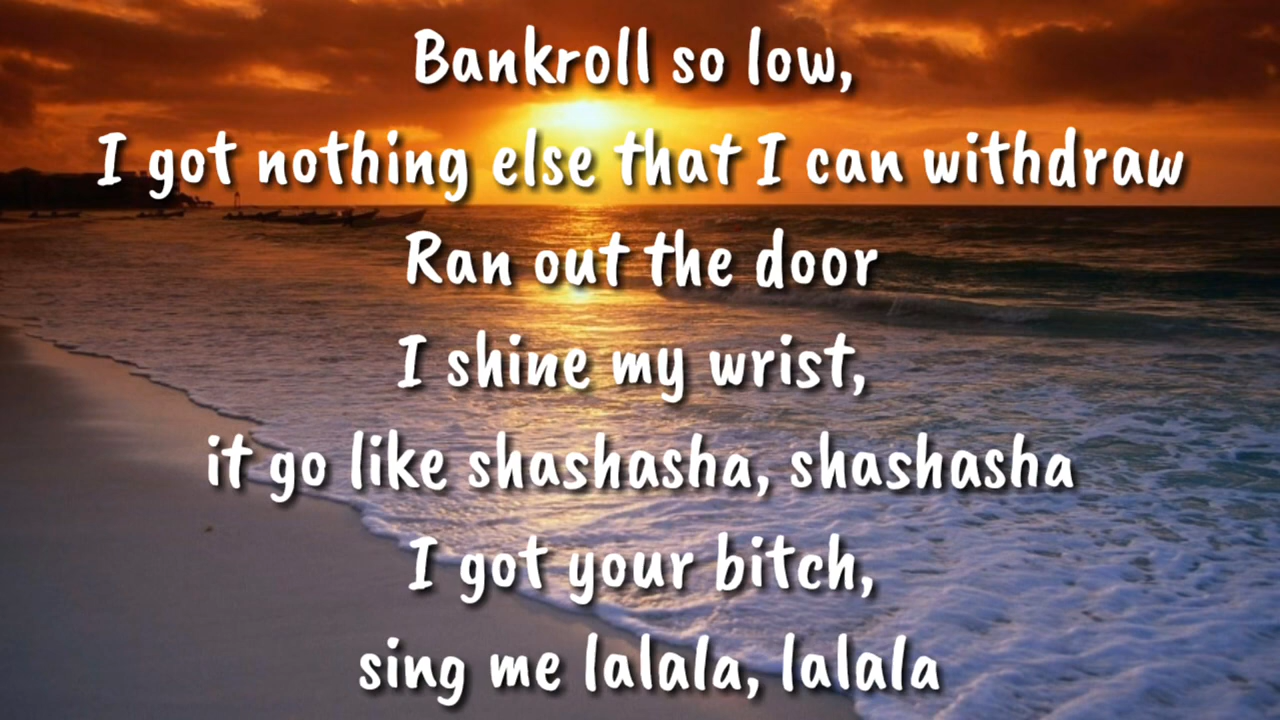 Bankroll so low,
I got nothing else that I can withdraw
Ran out the door
I shine my wrist,
it go like shashasha, shashasha
I got your bitch,
sing me lalala, lalala